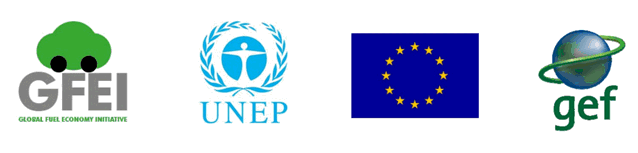 GFEI
GLOBAL FUEL ECONOMY INITIATIVE
UNEP
gef